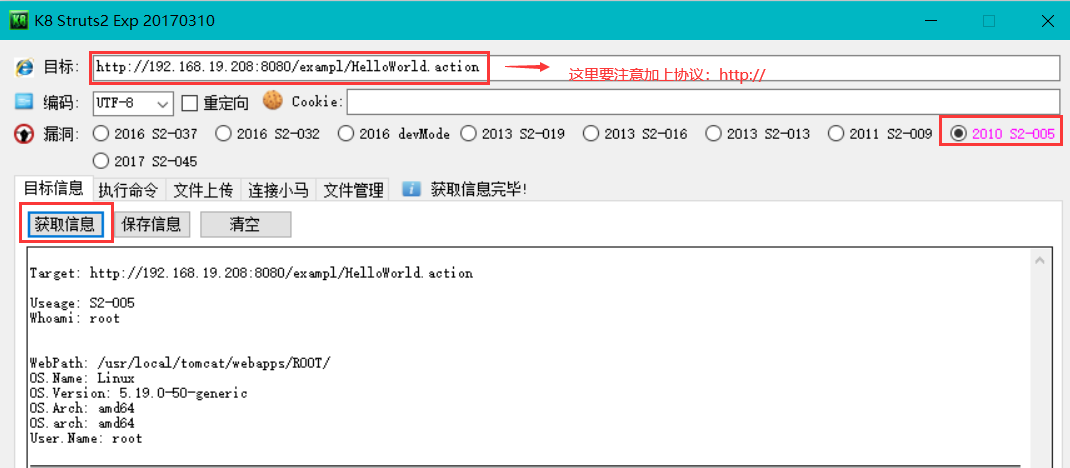 K8 Struts2 Exp 20170310
目标: http://192.168.19.208:8080/exampl/HelloWorld.action 这里要注意加上协议：http://
编码: UTF-8 重定向 Cookie:
漏洞: 2016 S2-037 2016 S2-032 2016 devMode 2013 S2-019 2013 S2-016 2013 S2-013 2011 S2-009 2010 S2-005
2017 S2-045
目标信息 执行命令 文件上传 连接小马 文件管理 获取信息完毕!
获取信息 保存信息 清空
Target: http://192.168.19.208:8080/exampl/HelloWorld.action
Useage: S2-005
Whoami: root
WebPath: /usr/local/tomcat/webapps/ROOT/
OS.Name: Linux
OS.Version: 5.19.0-50-generic
OS.Arch: amd64
OS.arch: amd64
User.Name: root